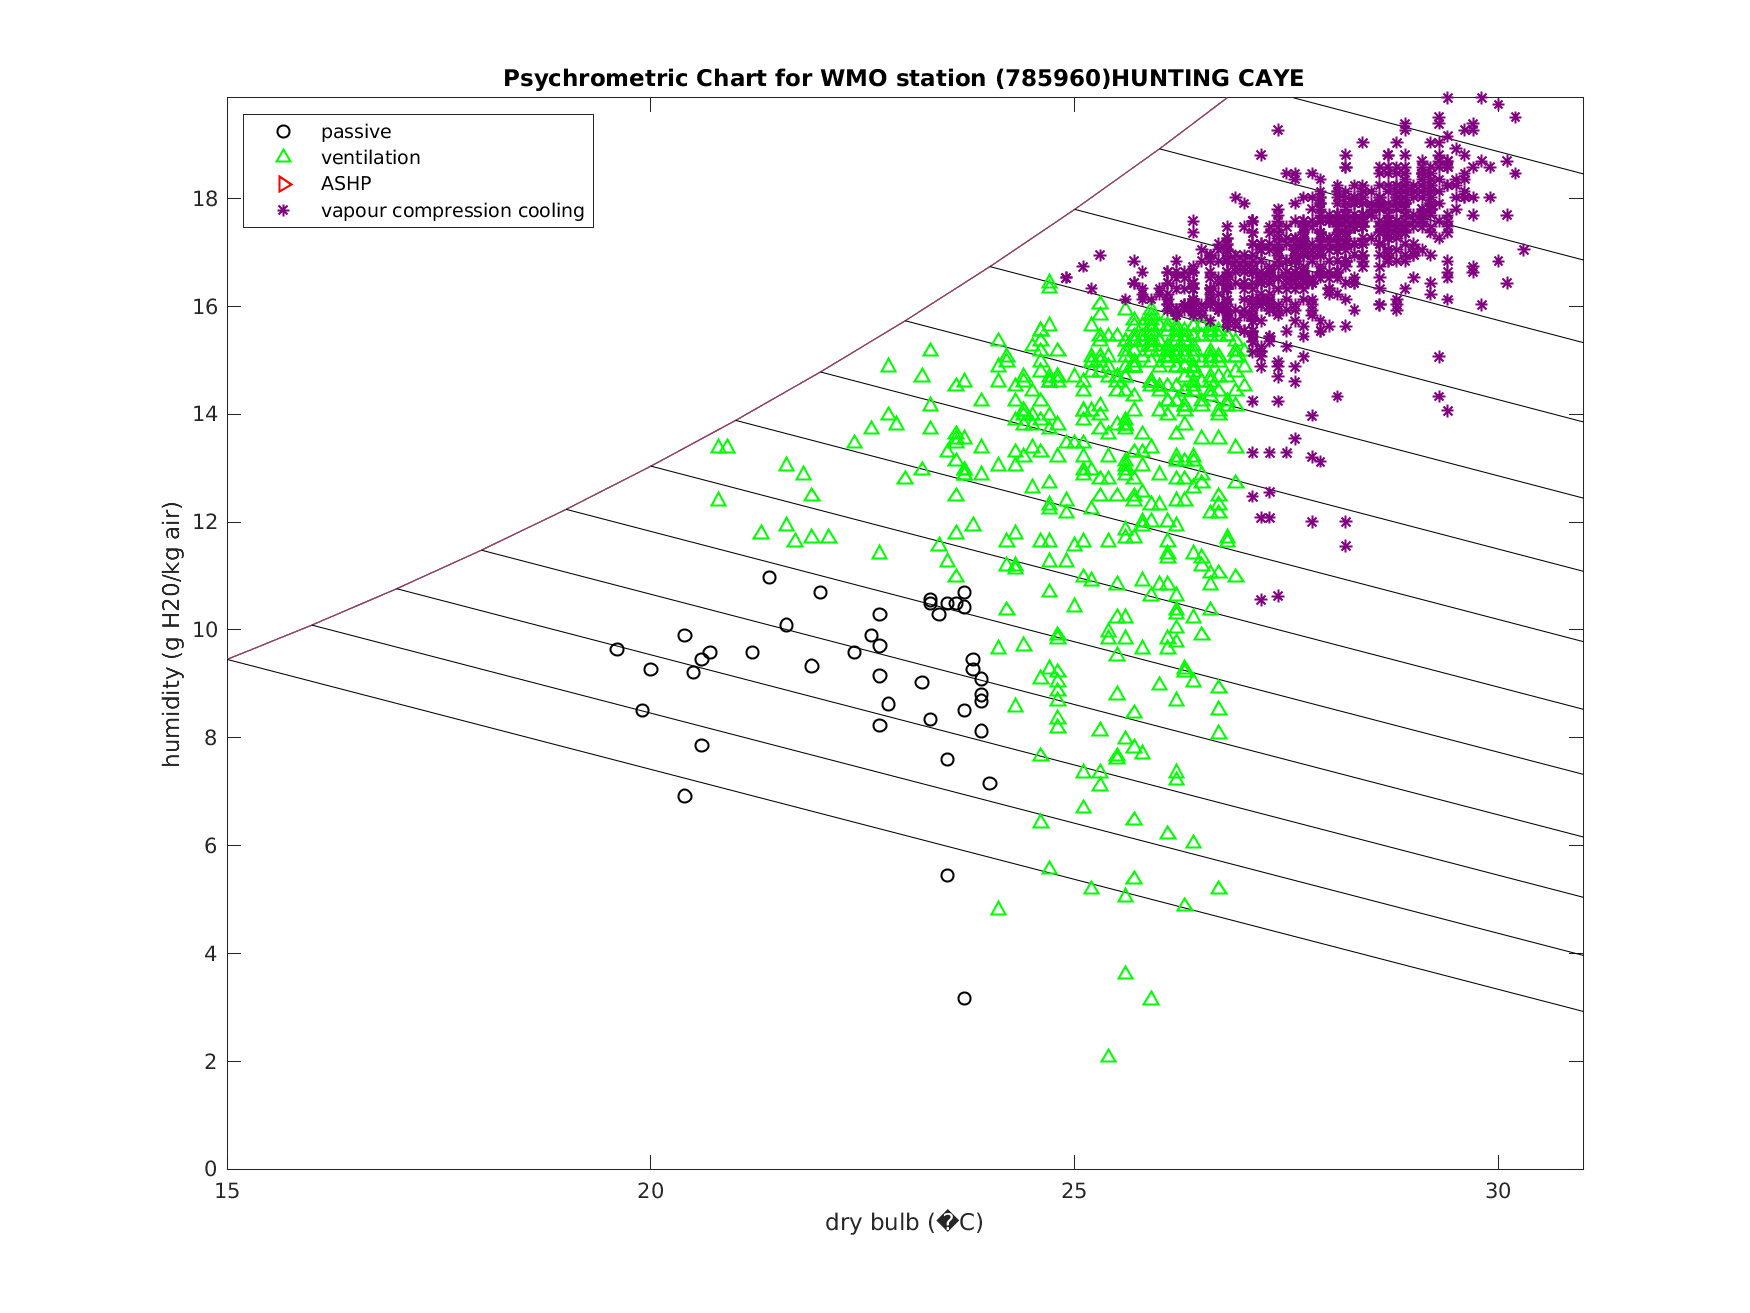 Psychrometric Chart for WMO station (785960)HUNTING CAYE
passive
ventilation
ASHP
vapour compression cooling
humidity (g H20/kg air)
18
16
14
12
10
8
6
4
2
0
15
20
25
30
dry bulb (�C)